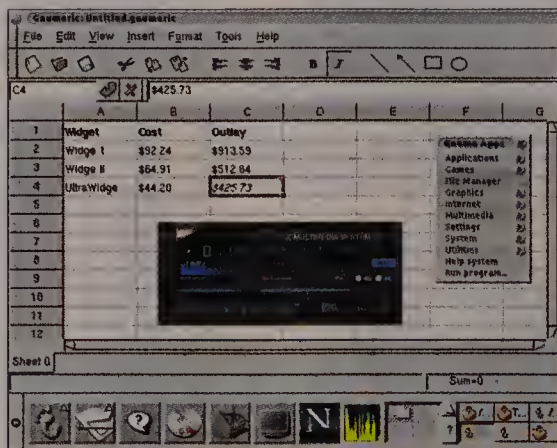 Gnumeric: Untitled.gnumeric
File Edit View Insert Format Tools Help
B I
C4 $425.73
A B C D E F G
1 Widget Cost Outlay
2 Widge I $92.24 $913.59
3 Widge II $64.91 $512.64
4 UltraWidge $44.20 $425.73
5
6
7
8
9
10
11
12
Gnome Apps
Applications
Games
File Manager
Graphics
Internet
Multimedia
Settings
System
Utilities
Help system
Run program...
Sheet 0
Sum=0
N